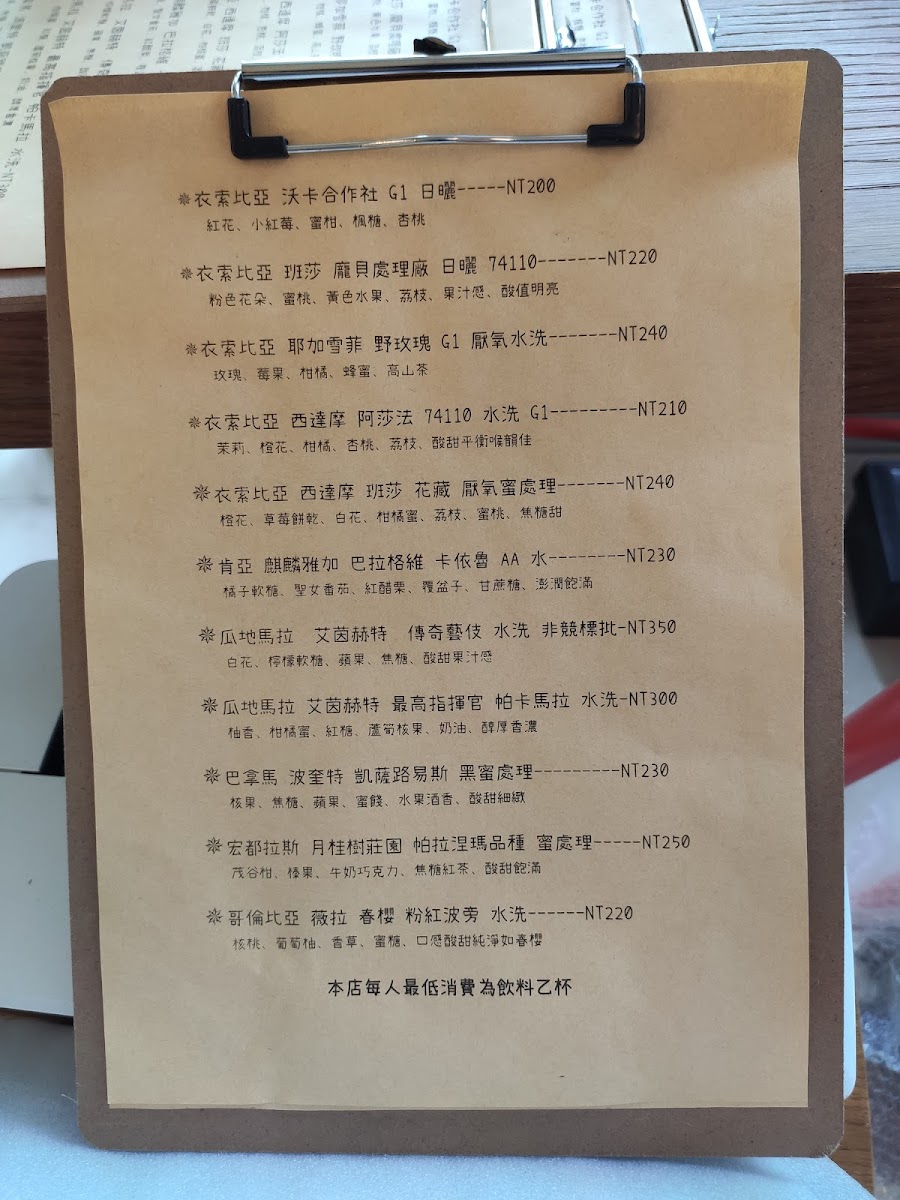 ✵衣索比亞 沃卡合作社 G1 日曬-----NT200
紅花、小紅莓、蜜柑、楓糖、杏桃
✵衣索比亞 班莎 龐貝處理廠 日曬 74110-------NT220
粉色花朵、蜜桃、黃色水果、荔枝、果汁感、酸值明亮
✵衣索比亞 耶加雪菲 野玫瑰 G1 厭氧水洗-------NT240
玫瑰、莓果、柑橘、蜂蜜、高山茶
✵衣索比亞 西達摩 阿莎法 74110 水洗 G1---------NT210
茉莉、橙花、柑橘、杏桃、荔枝、酸甜平衡喉韻佳
✵衣索比亞 西達摩 班莎 花藏 厭氧蜜處理-------NT240
橙花、草莓餅乾、白花、柑橘蜜、荔枝、蜜桃、焦糖甜
✵肯亞 麒麟雅加 巴拉格維 卡依魯 AA 水--------NT230
橘子軟糖、聖女番茄、紅醋栗、覆盆子、甘蔗糖、澎潤飽滿
✵瓜地馬拉 艾茵赫特 傳奇藝伎 水洗 非競標批-NT350
白花、檸檬軟糖、蘋果、焦糖、酸甜果汁感
✵瓜地馬拉 艾茵赫特 最高指揮官 帕卡馬拉 水洗-NT300
柚香、柑橘蜜、紅糖、蘆筍核果、奶油、醇厚香濃
✵巴拿馬 波奎特 凱薩路易斯 黑蜜處理---------NT230
核果、焦糖、蘋果、蜜餞、水果酒香、酸甜細緻
✵宏都拉斯 月桂樹莊園 帕拉涅瑪品種 蜜處理-----NT250
茂谷柑、榛果、牛奶巧克力、焦糖紅茶、酸甜飽滿
✵哥倫比亞 薇拉 春櫻 粉紅波旁 水洗------NT220
核桃、葡萄柚、香草、蜜糖、口感酸甜純淨如春櫻
本店每人最低消費為飲料乙杯